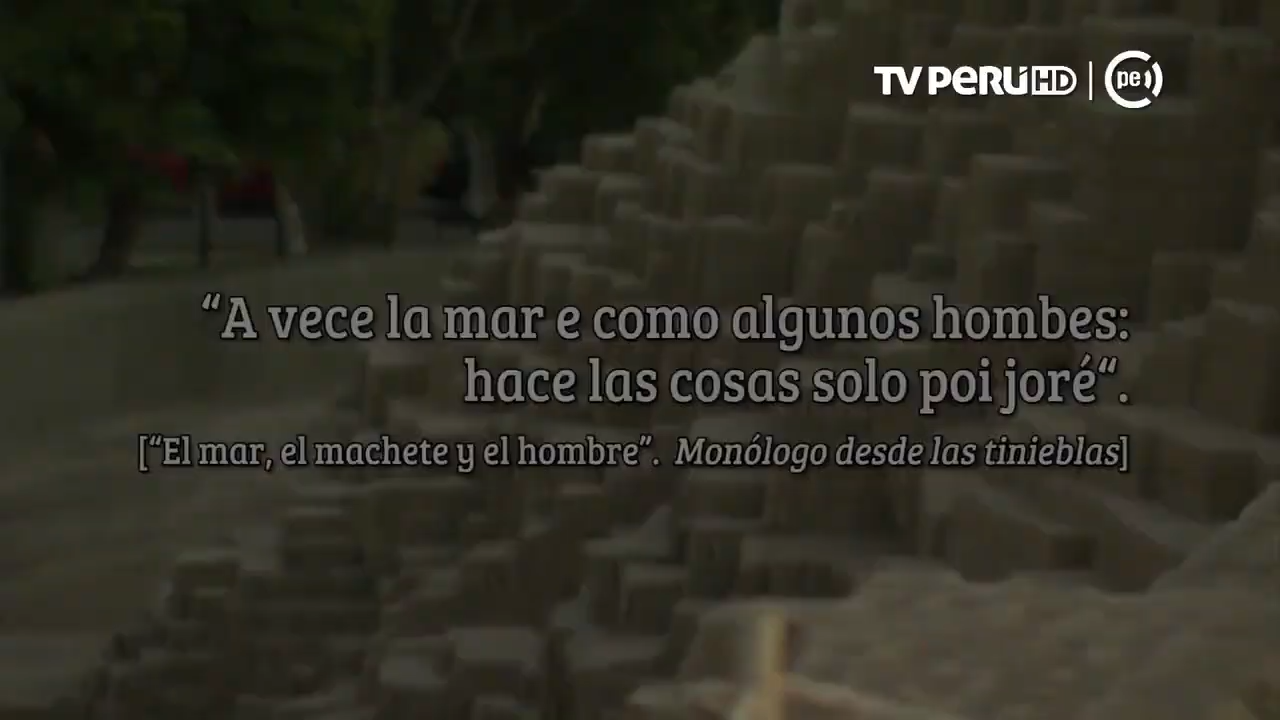 TV PERÚ HD | pe
“A vece la mar e como algunos hombes:
hace las cosas solo poi joré“.
[“El mar, el machete y el hombre”. Monólogo desde las tinieblas]